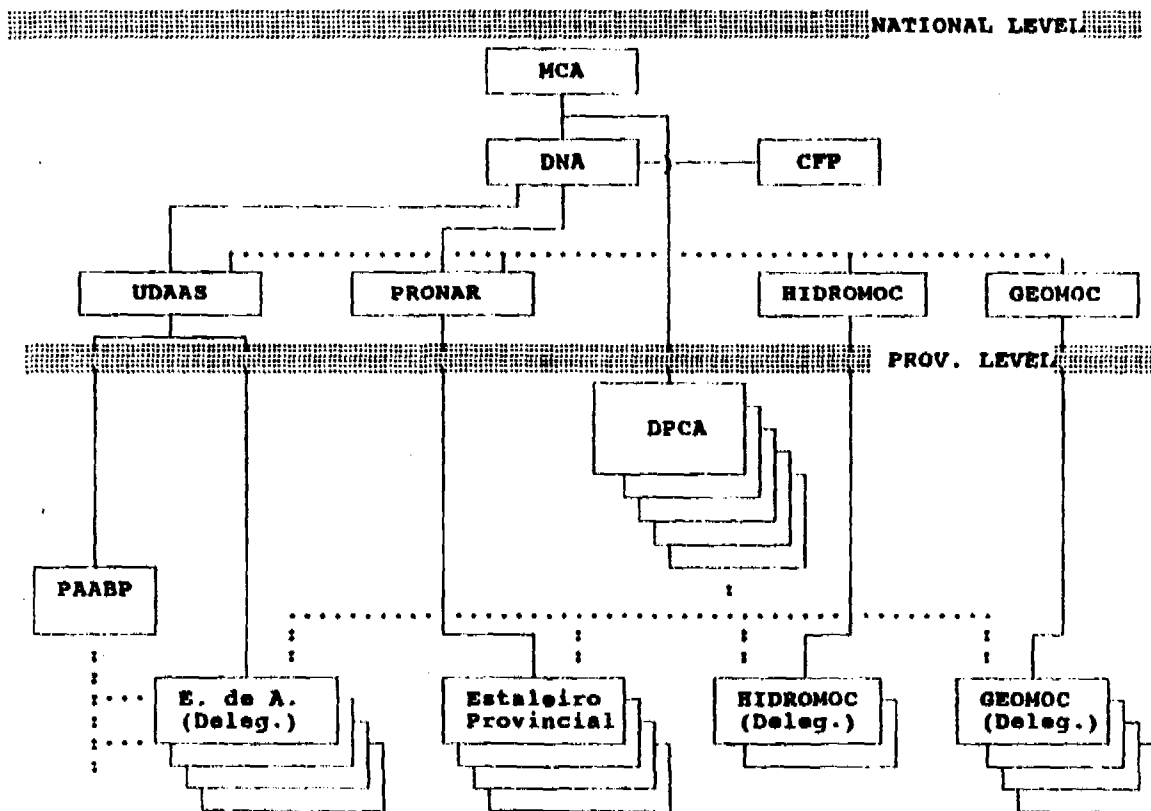 NATIONAL LEVEL
MCA
DNA
CFP
UDAAS
PRONAR
HIDROMOC
GEOMOC
PROV. LEVEL
DPCA
PAABP
E. de A.
(Deleg.)
Estaleiro
Provincial
HIDROMOC
(Deleg.)
GEOMOC
(Deleg.)